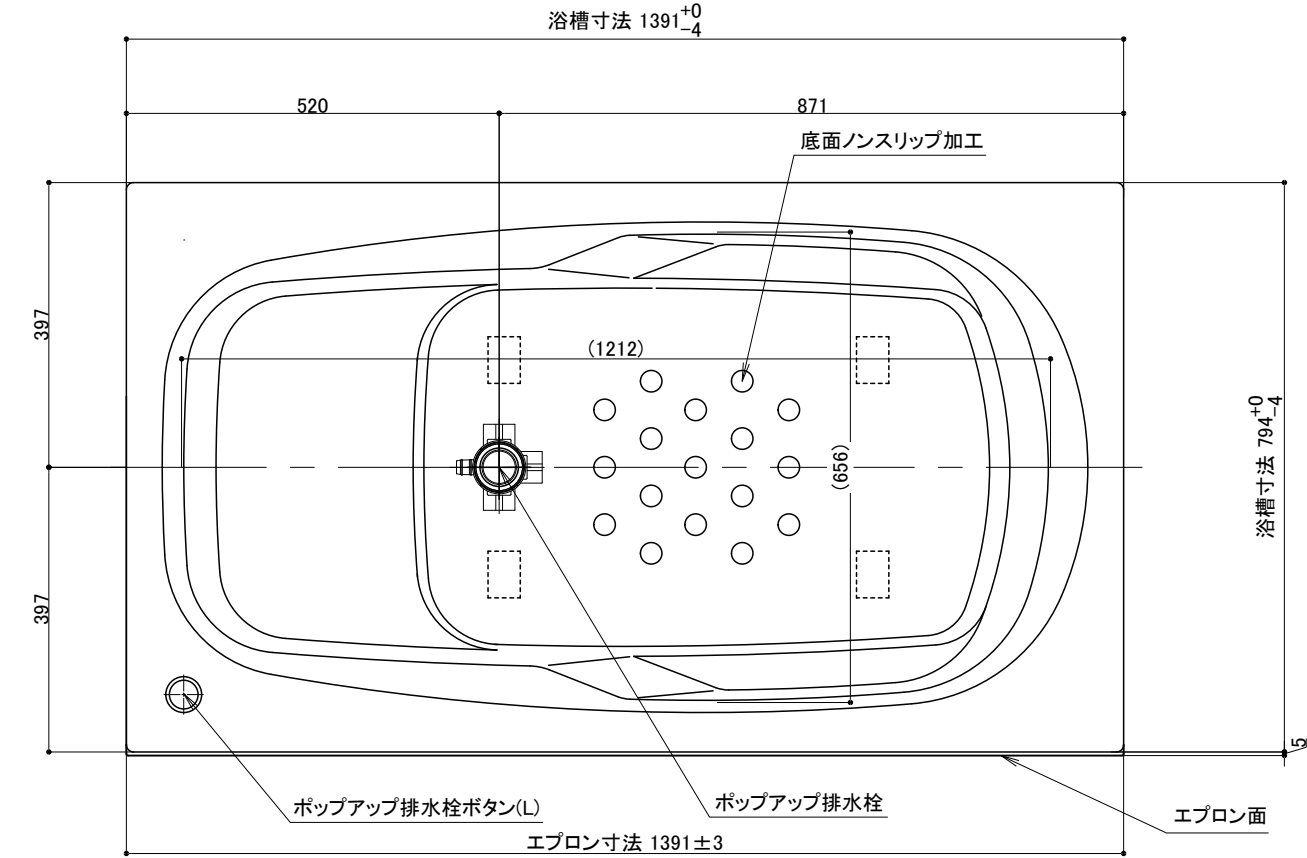 浴槽寸法 1391+0-4
520
871
底面ノンスリップ加工
397
(1212)
(656)
浴槽寸法 794+0-4
397
5
ポップアップ排水栓ボタン(L)
ポップアップ排水栓
エプロン面
エプロン寸法 1391±3